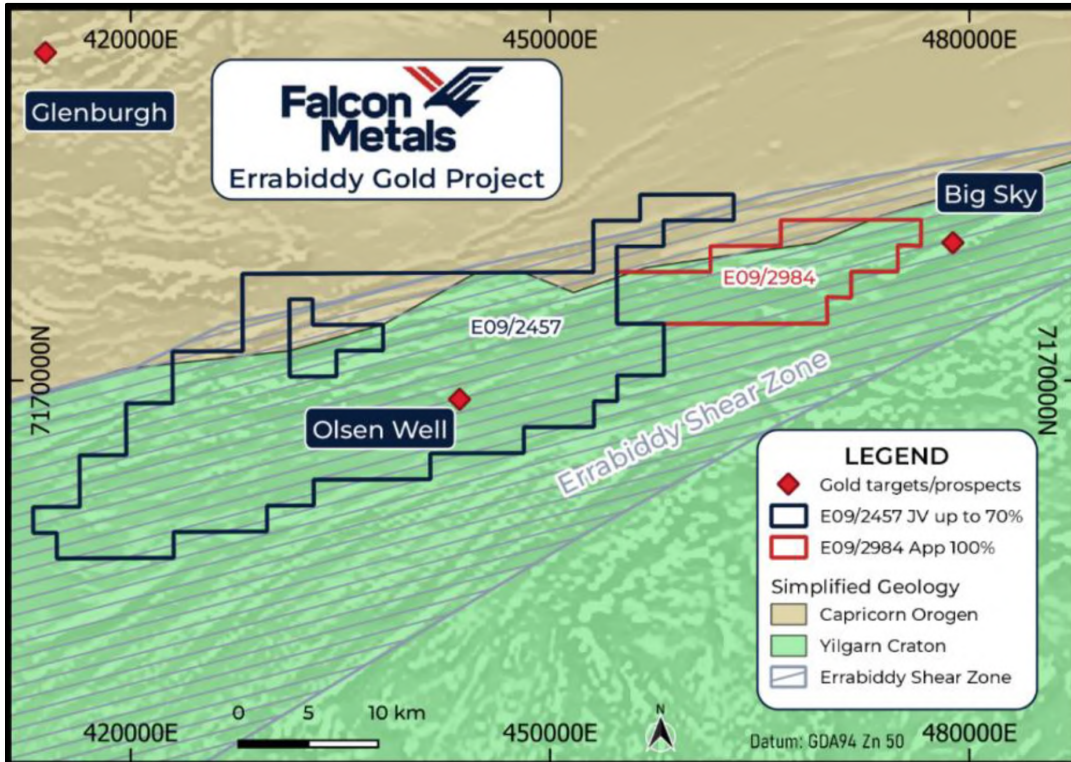 420000E
450000E
480000E
Glenburgh
Falcon
Metals
Errabiddy Gold Project
Big Sky
E09/2984
E09/2457
7170000N
7170000N
Olsen Well
Errabiddy Shear Zone
LEGEND
Gold targets/prospects
E09/2457 JV up to 70%
E09/2984 App 100%
Simplified Geology
Capricorn Orogen
Yilgarn Craton
Errabiddy Shear Zone
0 5 10 km
N
Datum: GDA94 Zn 50
420000E
450000E
480000E